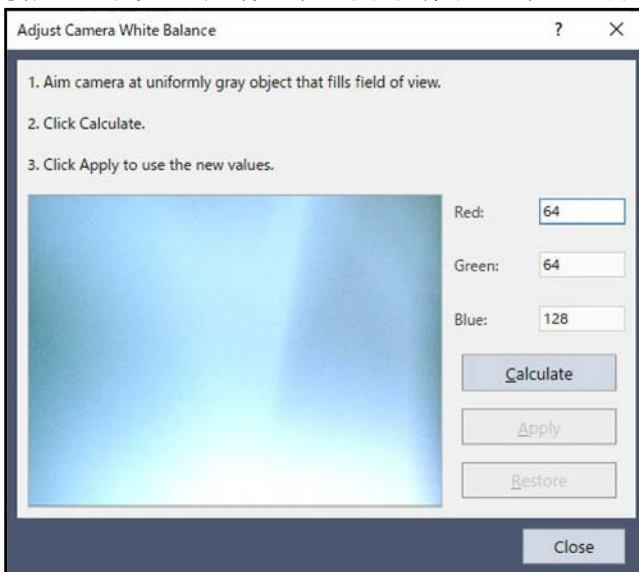 Adjust Camera White Balance
1. Aim camera at uniformly gray object that fills field of view.
2. Click Calculate.
3. Click Apply to use the new values.
Red: 64
Green: 64
Blue: 128
Calculate
Apply
Restore
Close